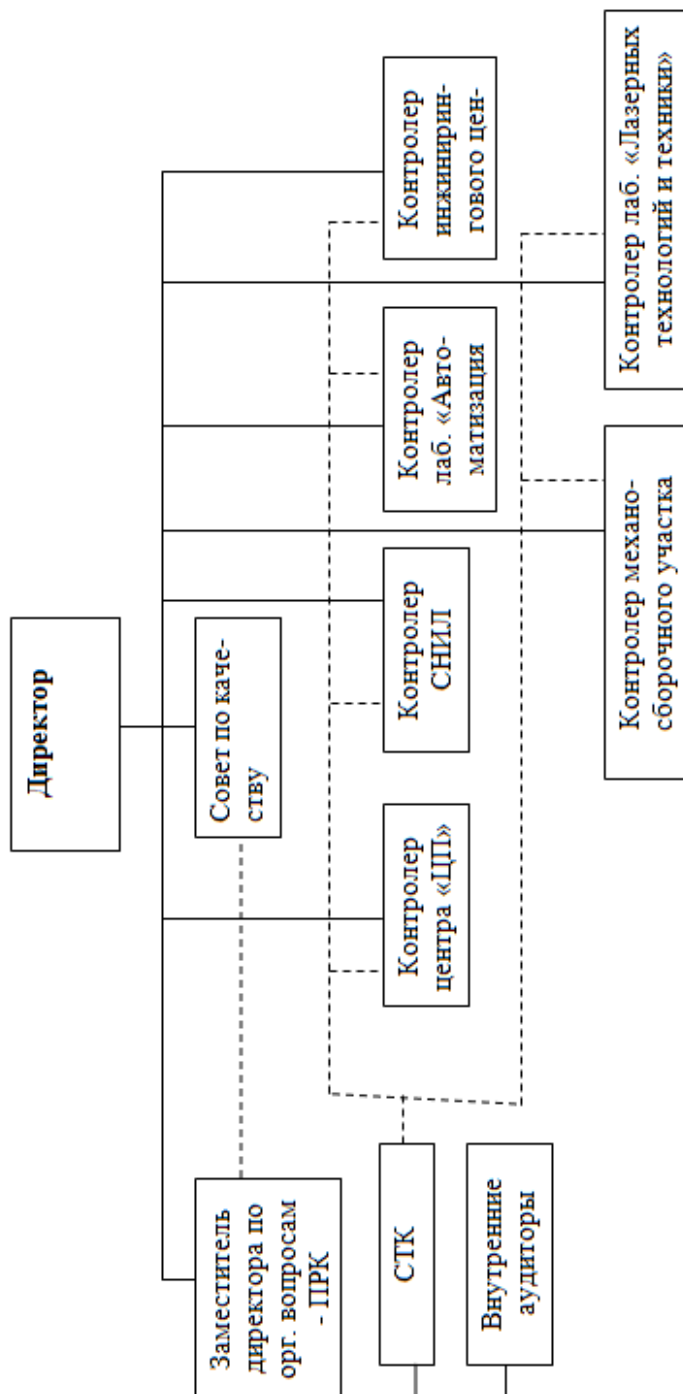 Директор
Совет по каче-
ству
Заместитель
директора по
орг. вопросам
- ПРК
СТК
Внутренние
аудиторы
Контролер
центра «ЦП»
Контролер
СНИЛ
Контролер
лаб. «Авто-
матизация
Контролер
инжинирин-
гового цен-
Контролер механо-
сборочного участка
Контролер лаб. «Лазерных
технологий и техники»